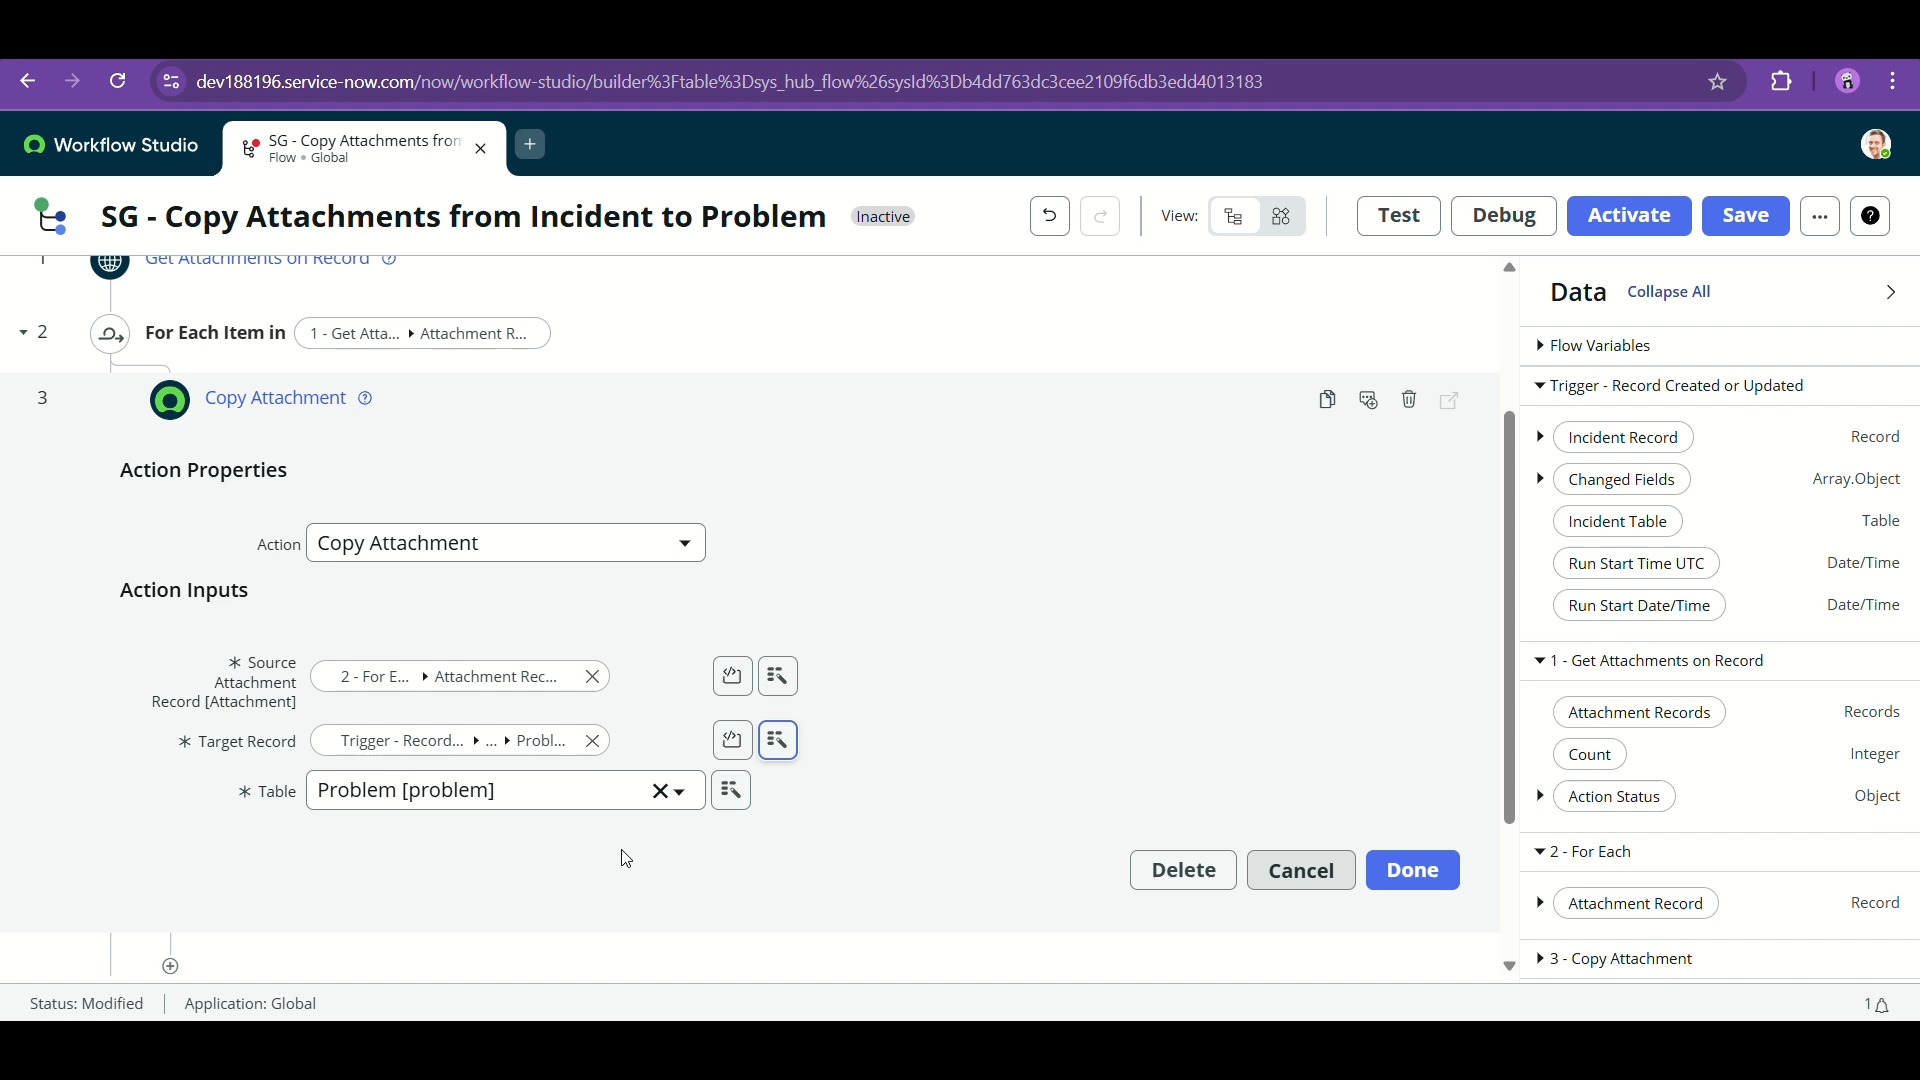 dev188196.service-now.com/now/workflow-studio/builder%3Ftable%3Dsys_hub_flow%26sysId%3Db4dd763dc3cee2109f6db3edd4013183
Workflow Studio
SG - Copy Attachments from
Flow • Global
SG - Copy Attachments from Incident to Problem
Inactive
View:
Test
Debug
Activate
Save
1
Get Attachments on Record
2
For Each Item in
1 - Get Atta... ▸ Attachment R...
3
Copy Attachment
Action Properties
Action
Copy Attachment
Action Inputs
* Source
Attachment
Record [Attachment]
2 - For E... ▸ Attachment Rec...
* Target Record
Trigger - Record... ▸ ... ▸ Probl...
* Table
Problem [problem]
Delete
Cancel
Done
Data
Collapse All
Flow Variables
Trigger - Record Created or Updated
Incident Record
Record
Changed Fields
Array.Object
Incident Table
Table
Run Start Time UTC
Date/Time
Run Start Date/Time
Date/Time
1 - Get Attachments on Record
Attachment Records
Records
Count
Integer
Action Status
Object
2 - For Each
Attachment Record
Record
3 - Copy Attachment
Status: Modified
Application: Global
1